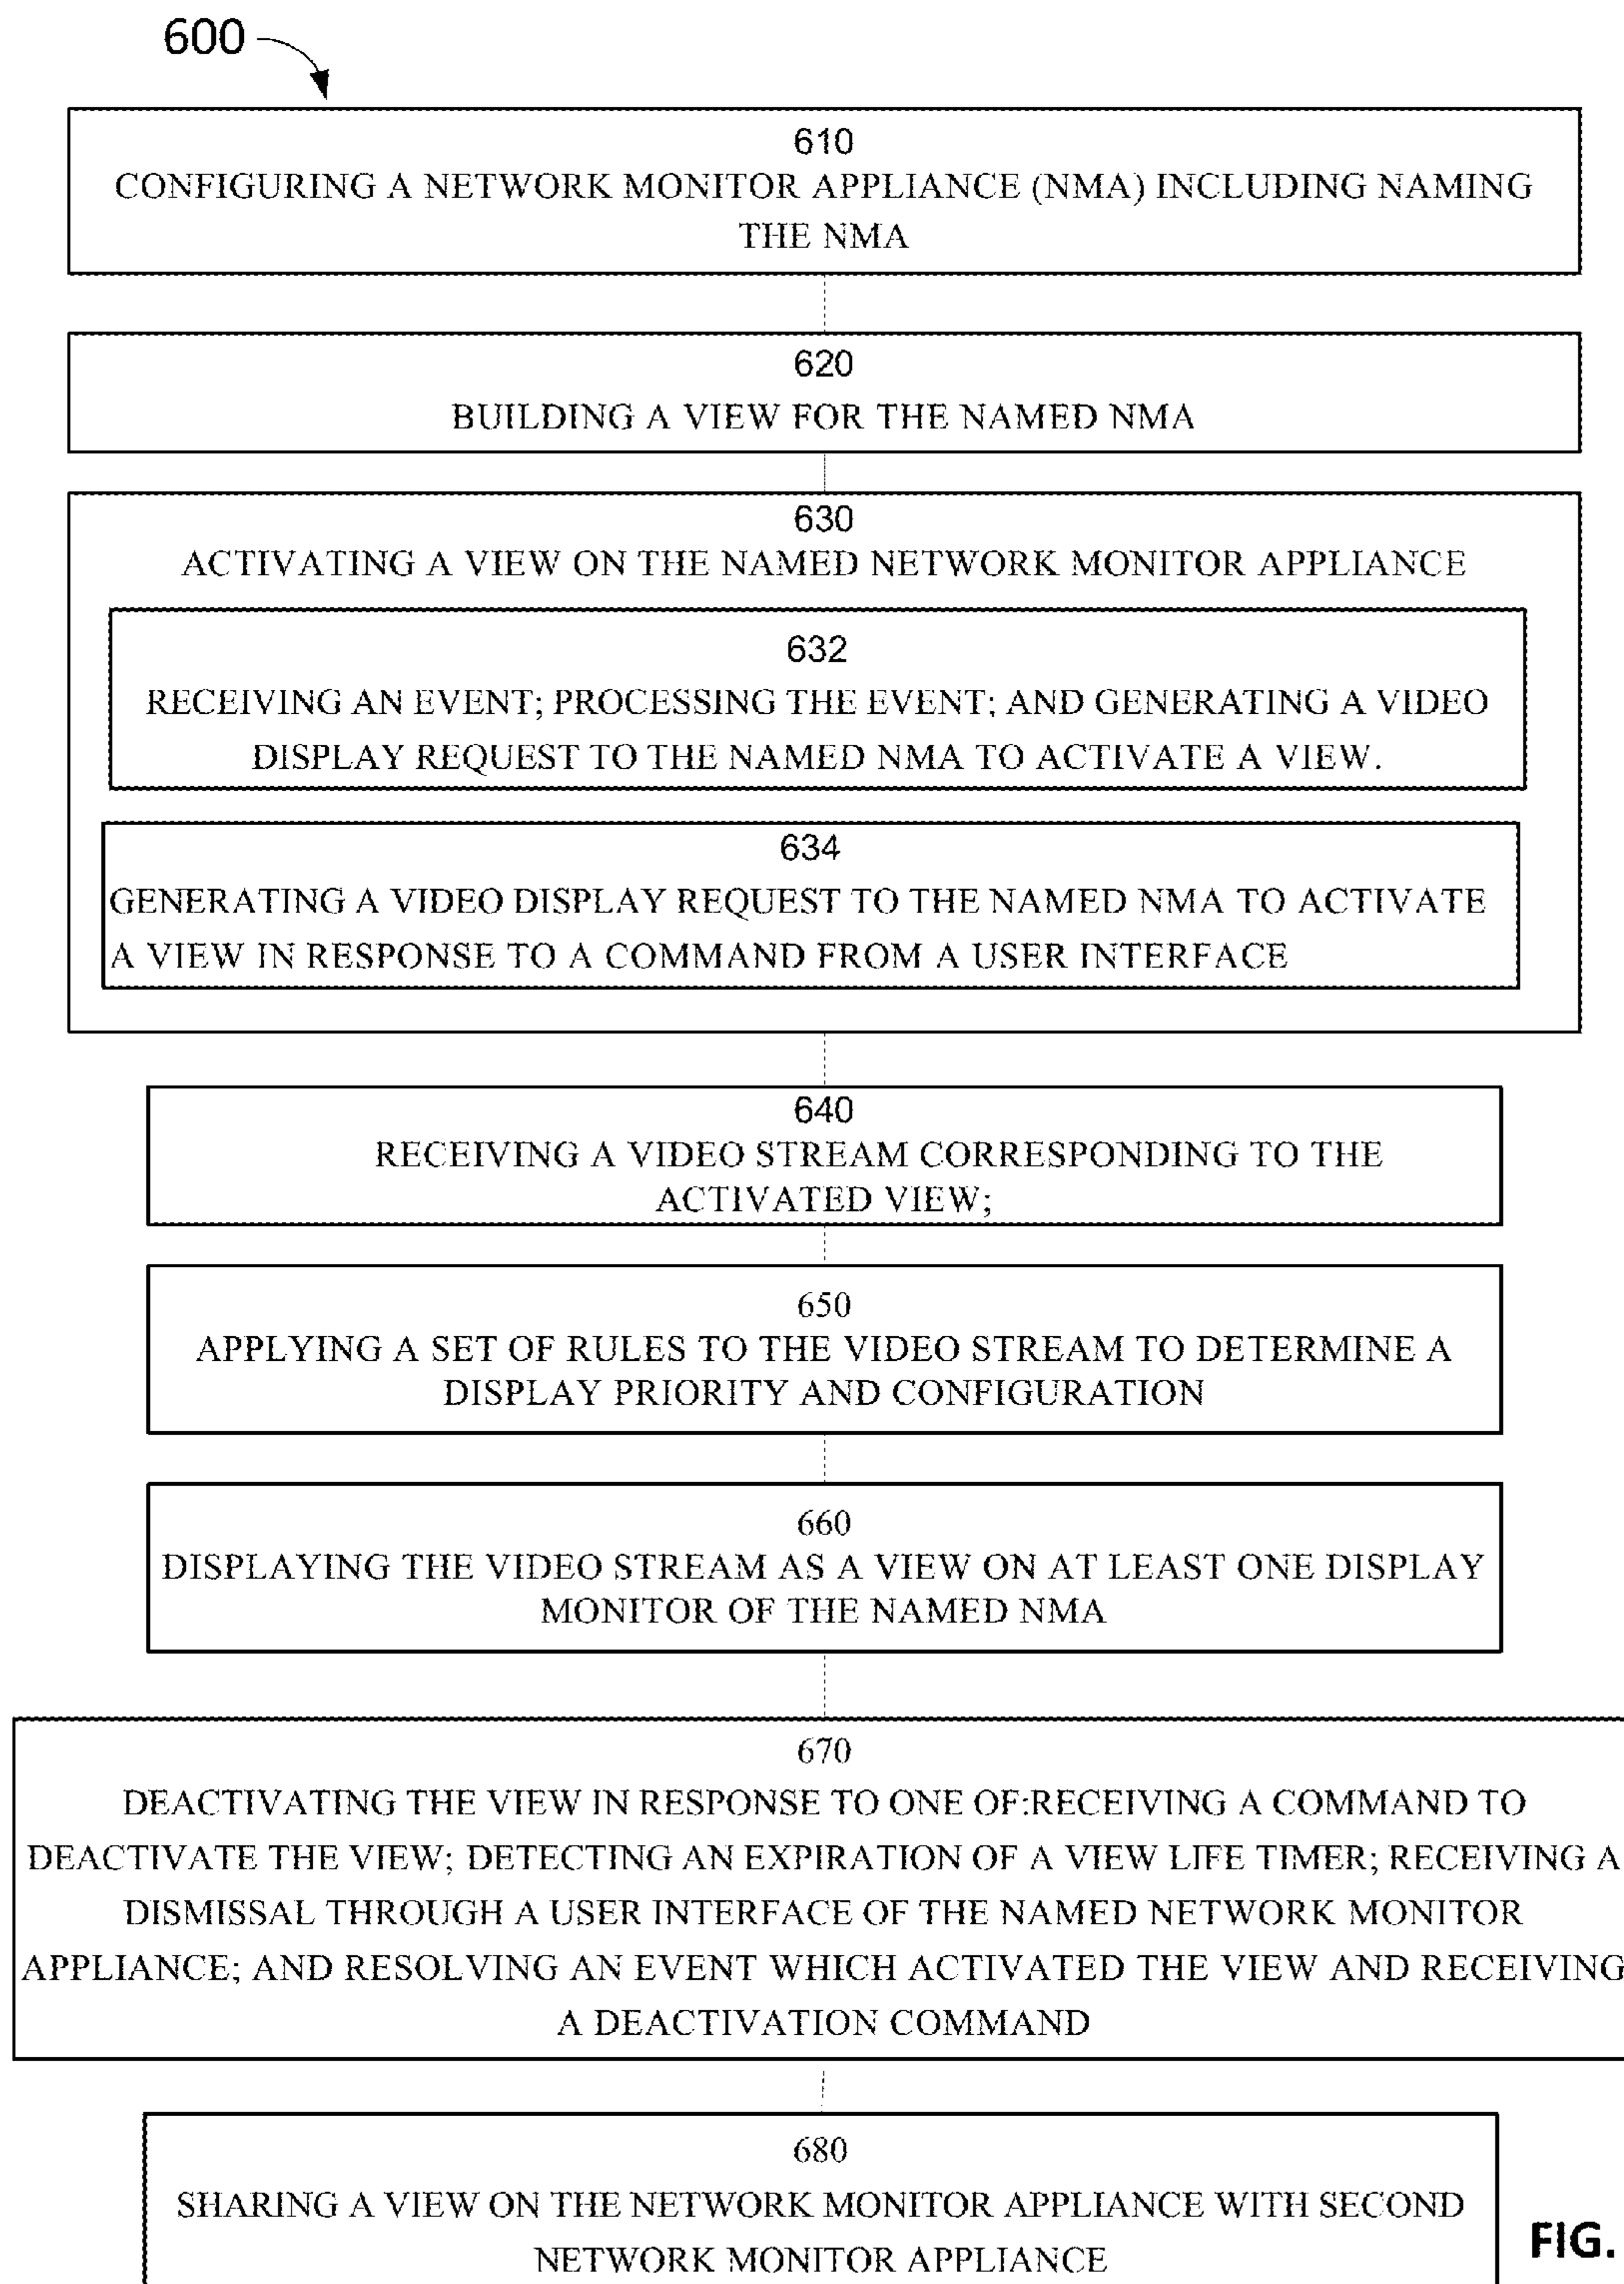 600
610
CONFIGURING A NETWORK MONITOR APPLIANCE (NMA) INCLUDING NAMING
THE NMA
620
BUILDING A VIEW FOR THE NAMED NMA
630
ACTIVATING A VIEW ON THE NAMED NETWORK MONITOR APPLIANCE
632
RECEIVING AN EVENT; PROCESSING THE EVENT; AND GENERATING A VIDEO
DISPLAY REQUEST TO THE NAMED NMA TO ACTIVATE A VIEW.
634
GENERATING A VIDEO DISPLAY REQUEST TO THE NAMED NMA TO ACTIVATE
A VIEW IN RESPONSE TO A COMMAND FROM A USER INTERFACE
640
RECEIVING A VIDEO STREAM CORRESPONDING TO THE
ACTIVATED VIEW;
650
APPLYING A SET OF RULES TO THE VIDEO STREAM TO DETERMINE A
DISPLAY PRIORITY AND CONFIGURATION
660
DISPLAYING THE VIDEO STREAM AS A VIEW ON AT LEAST ONE DISPLAY
MONITOR OF THE NAMED NMA
670
DEACTIVATING THE VIEW IN RESPONSE TO ONE OF:RECEIVING A COMMAND TO
DEACTIVATE THE VIEW; DETECTING AN EXPIRATION OF A VIEW LIFE TIMER; RECEIVING A
DISMISSAL THROUGH A USER INTERFACE OF THE NAMED NETWORK MONITOR
APPLIANCE; AND RESOLVING AN EVENT WHICH ACTIVATED THE VIEW AND RECEIVING
A DEACTIVATION COMMAND
680
SHARING A VIEW ON THE NETWORK MONITOR APPLIANCE WITH SECOND
NETWORK MONITOR APPLIANCE
FIG.